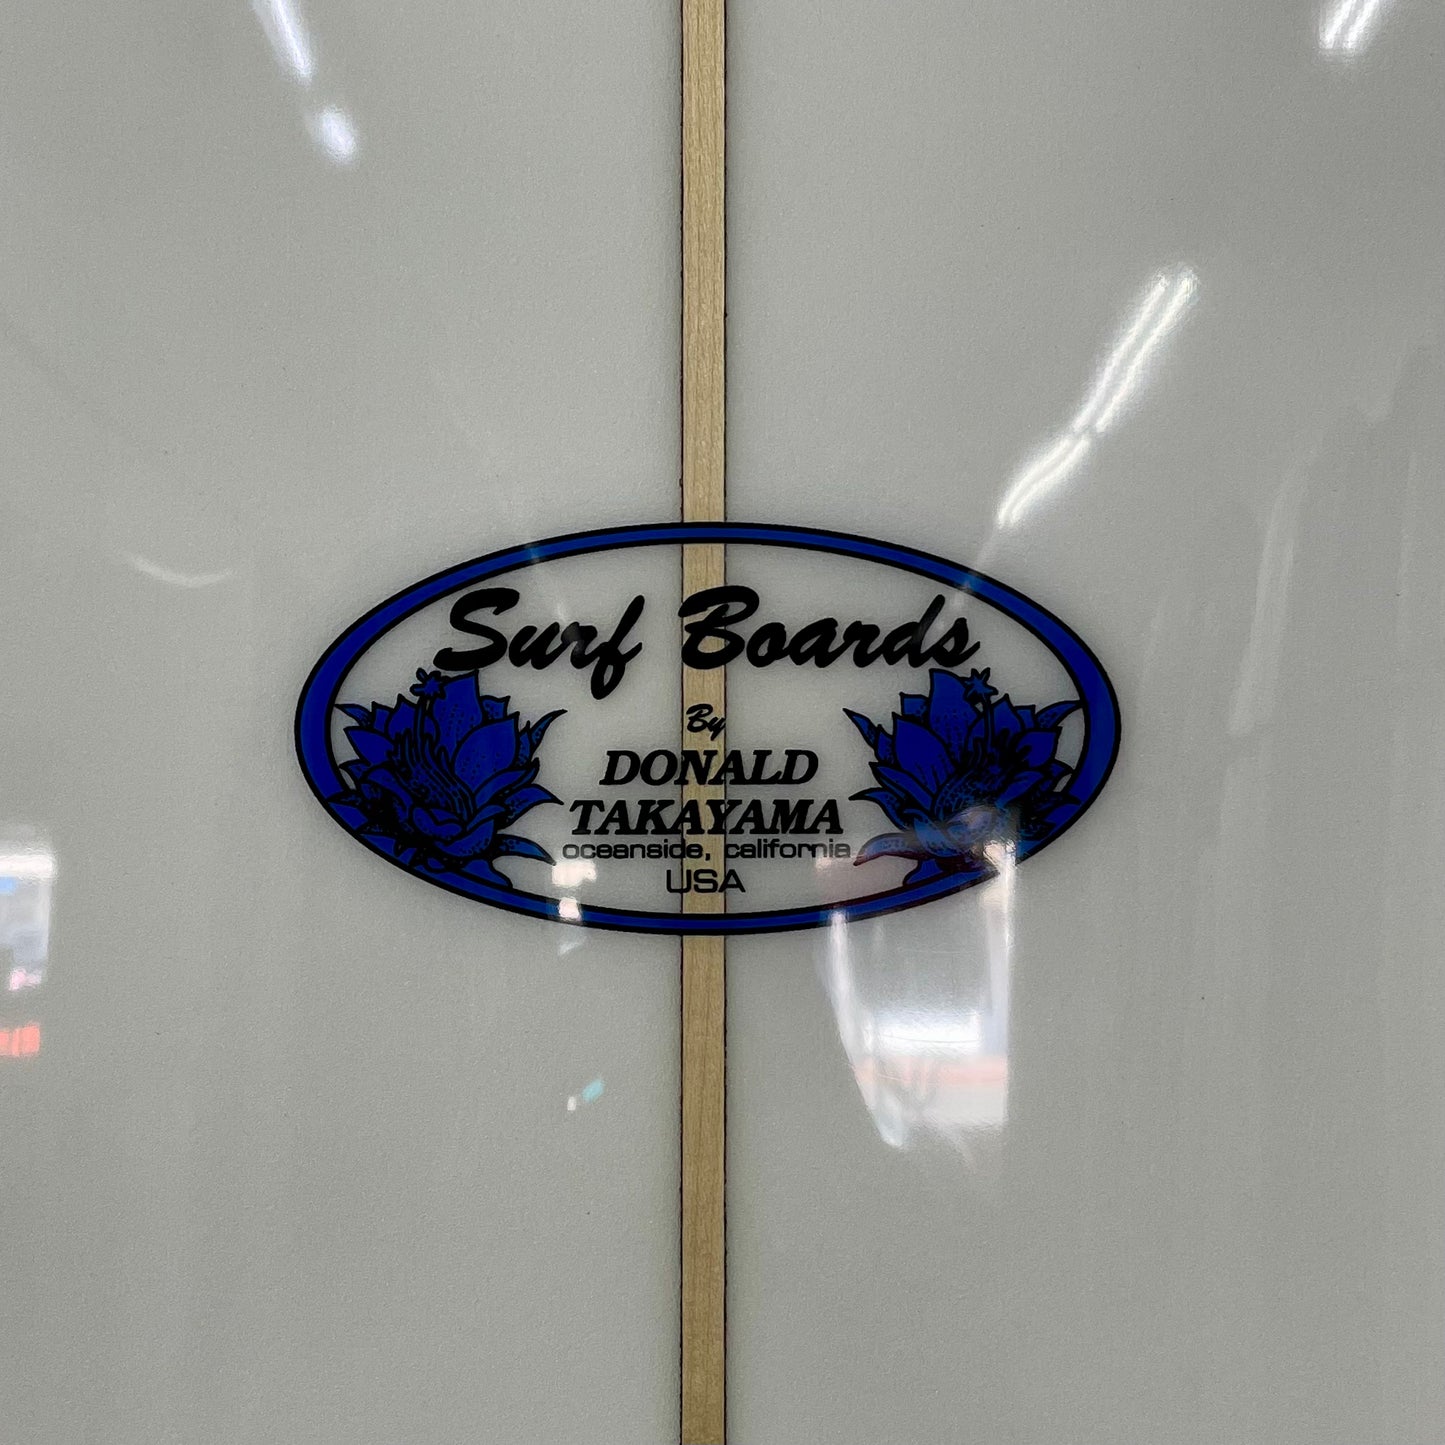 Surf Boards
By
DONALD
TAKAYAMA
oceanside, california
USA